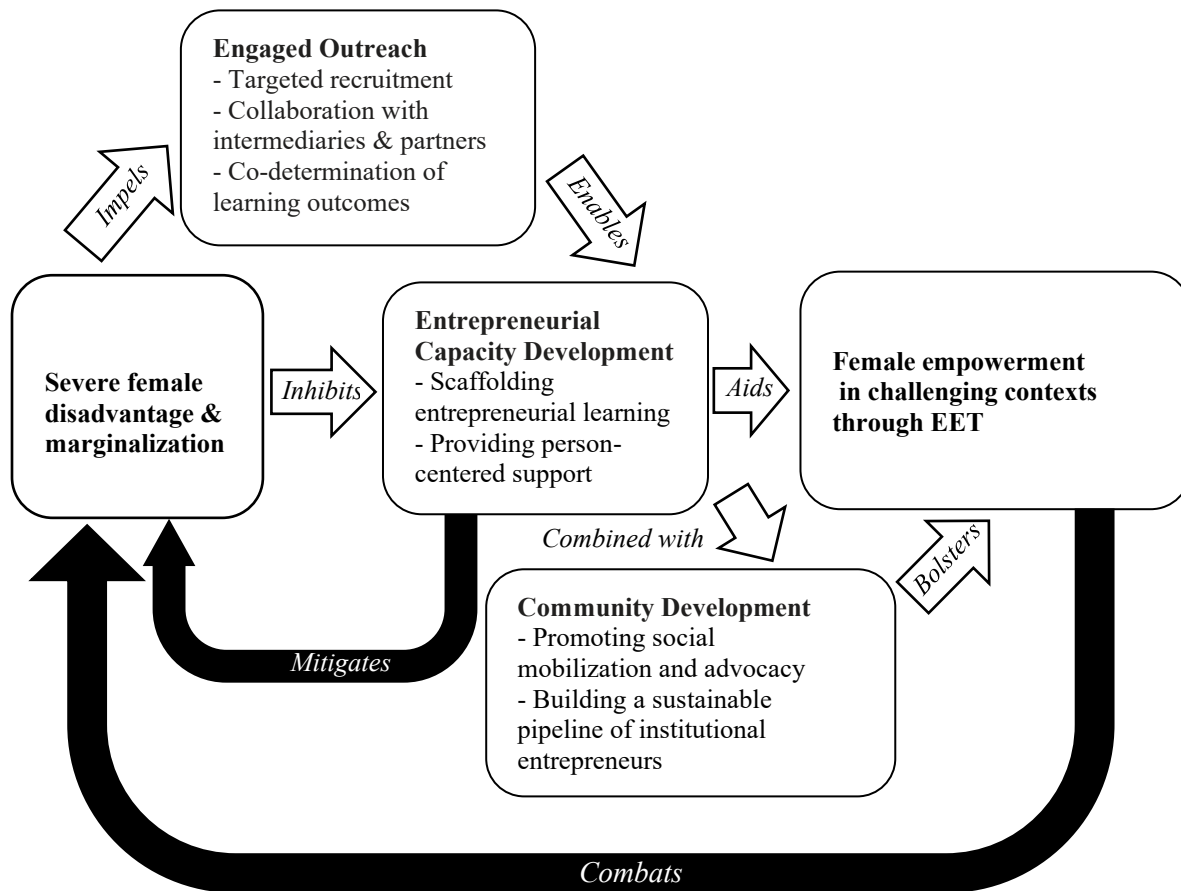 Engaged Outreach
- Targeted recruitment
- Collaboration with
intermediaries & partners
- Co-determination of
learning outcomes
Impels
Enables
Severe female
disadvantage &
marginalization
Inhibits
Entrepreneurial
Capacity Development
- Scaffolding
entrepreneurial learning
- Providing person-
centered support
Aids
Female empowerment
in challenging contexts
through EET
Combined with
Bolsters
Community Development
- Promoting social
mobilization and advocacy
- Building a sustainable
pipeline of institutional
entrepreneurs
Mitigates
Combats